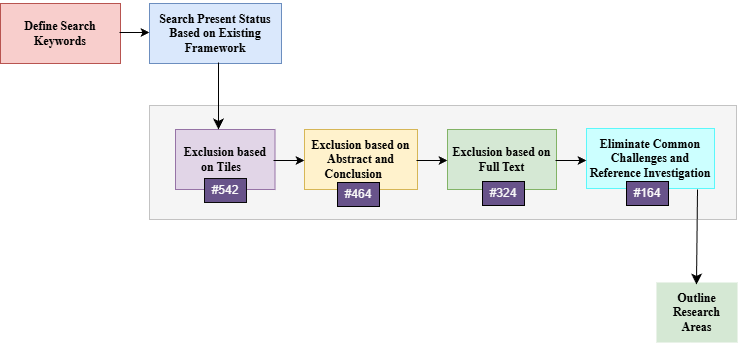 Define Search
Keywords
Search Present Status
Based on Existing
Framework
Exclusion based
on Tiles
#542
Exclusion based on
Abstract and
Conclusion
#464
Exclusion based on
Full Text
#324
Eliminate Common
Challenges and
Reference Investigation
#164
Outline
Research
Areas